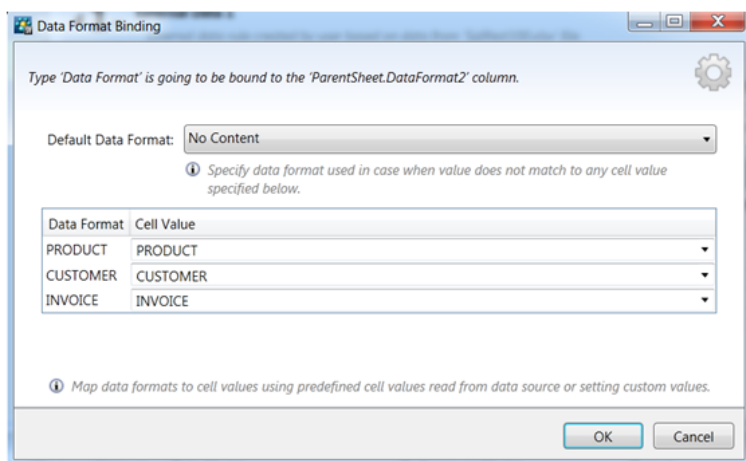 Data Format Binding
Type 'Data Format' is going to be bound to the 'ParentSheet.DataFormat2' column.
Default Data Format: No Content
Specify data format used in case when value does not match to any cell value
specified below.
Data Format Cell Value
PRODUCT PRODUCT
CUSTOMER CUSTOMER
INVOICE INVOICE
Map data formats to cell values using predefined cell values read from data source or setting custom values.
OK Cancel